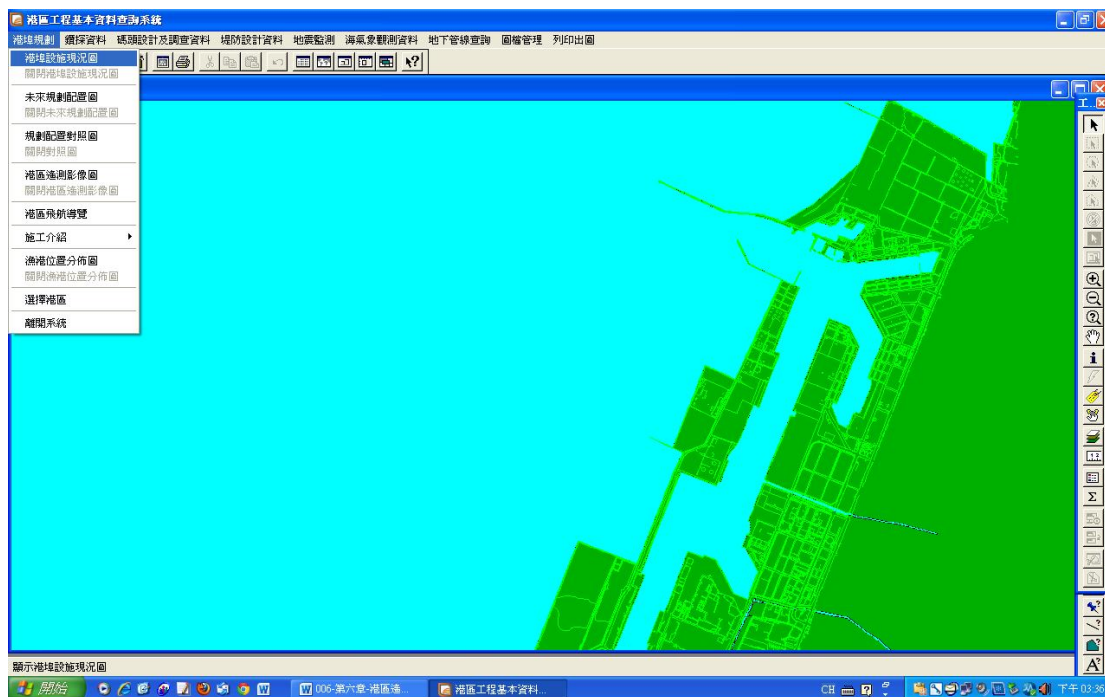 港區工程基本資料查詢系統
港埠規劃 鑽探資料 碼頭設計及調查資料 堤防設計資料 地震監測 海氣象觀測資料 地下管線查詢 圖檔管理 列印出圖
港埠設施現況圖
關閉港埠設施現況圖
未來規劃配置圖
關閉未來規劃配置圖
規劃配置對照圖
關閉對照圖
港區遙測影像圖
關閉港區遙測影像圖
港區飛航導覽
施工介紹
漁港位置分佈圖
關閉漁港位置分佈圖
選擇港區
離開系統
工...
顯示港埠設施現況圖
開始
006-第六章-港區遙...
港區工程基本資料...
CH
下午 03:36